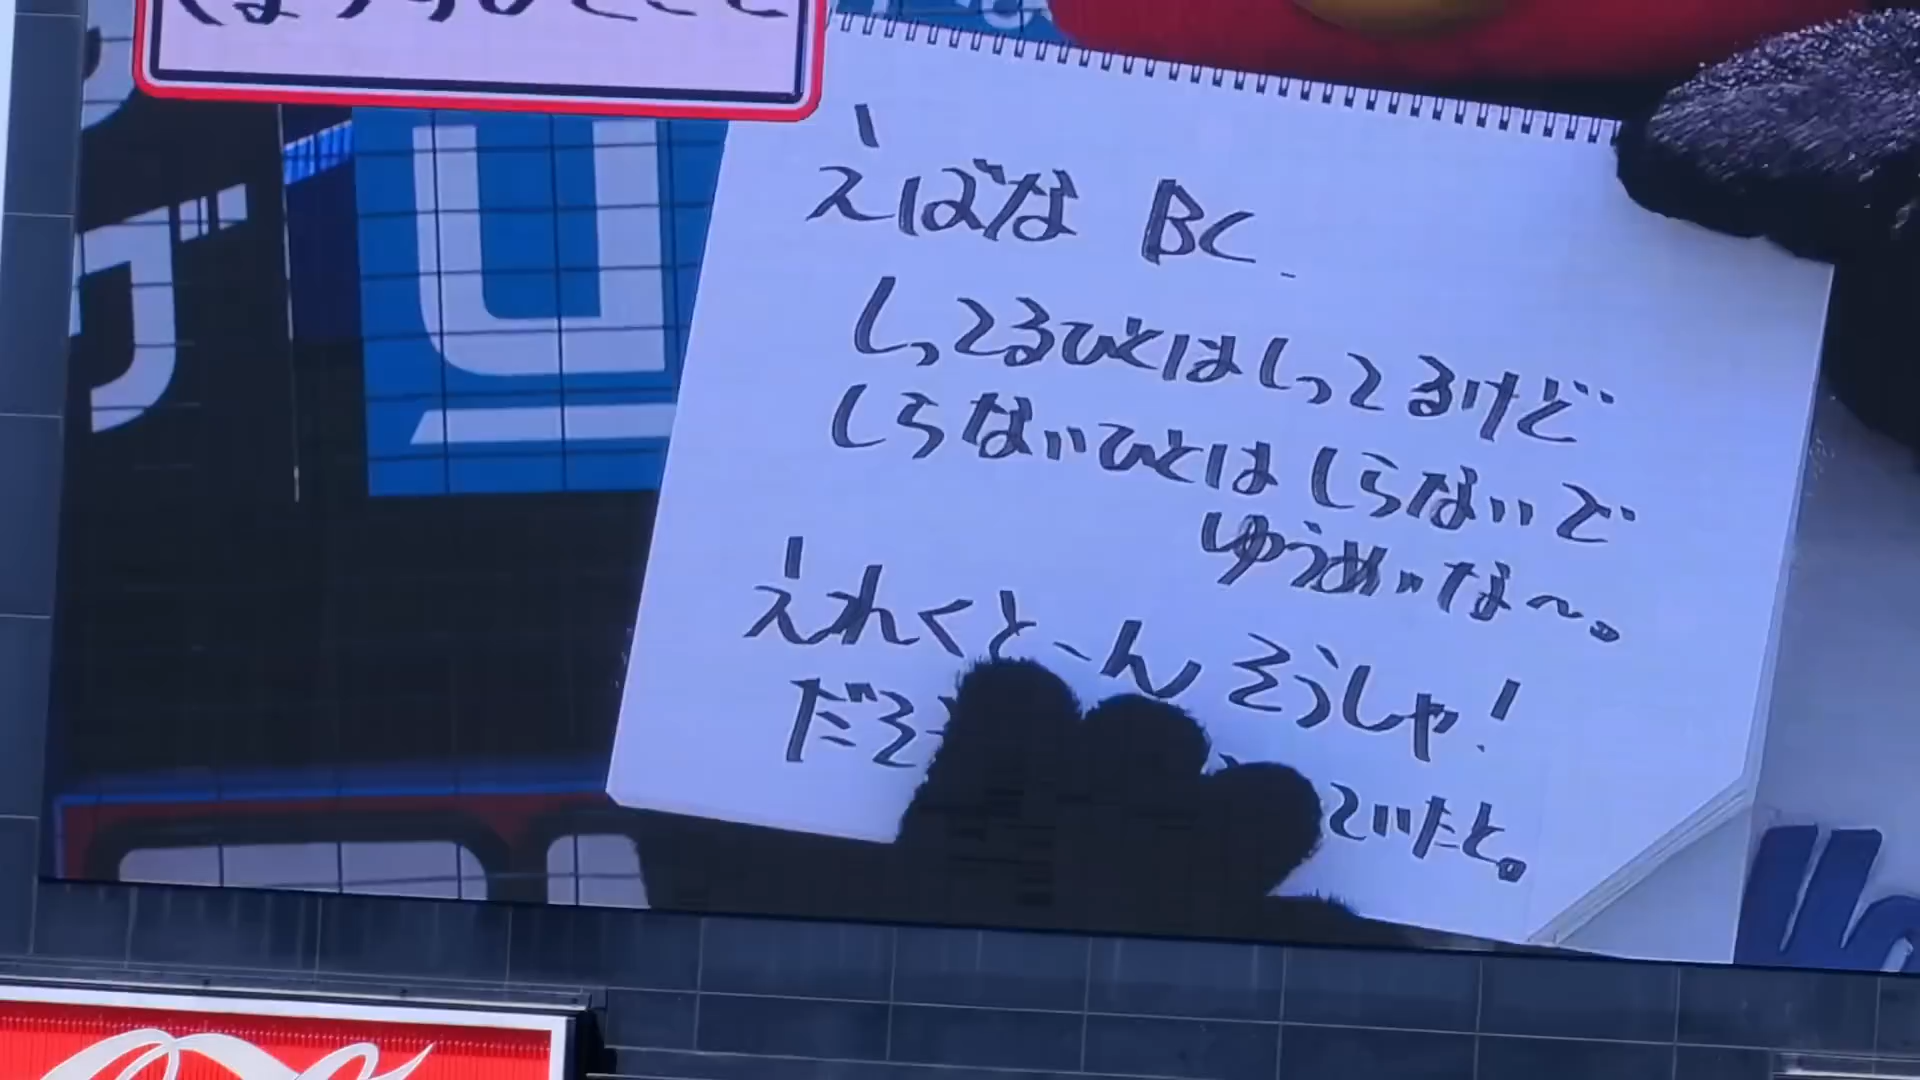 えばな BC
しってるひとはしってるけど
しらないひとは しらないで
ゆうめいな〜。
えれくとーん そうしゃ!
だそ ていたと。